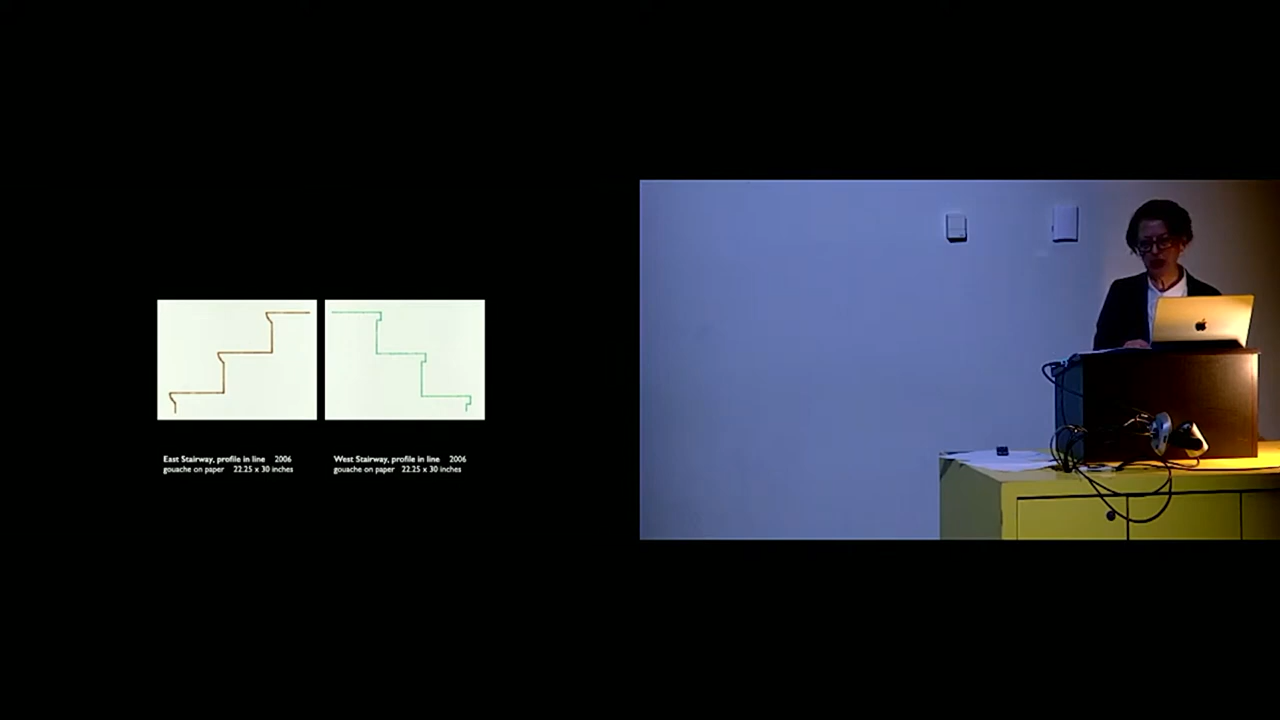 East Stairway, profile in line 2006
gouache on paper 22.25 x 30 inches
West Stairway, profile in line 2006
gouache on paper 22.25 x 30 inches